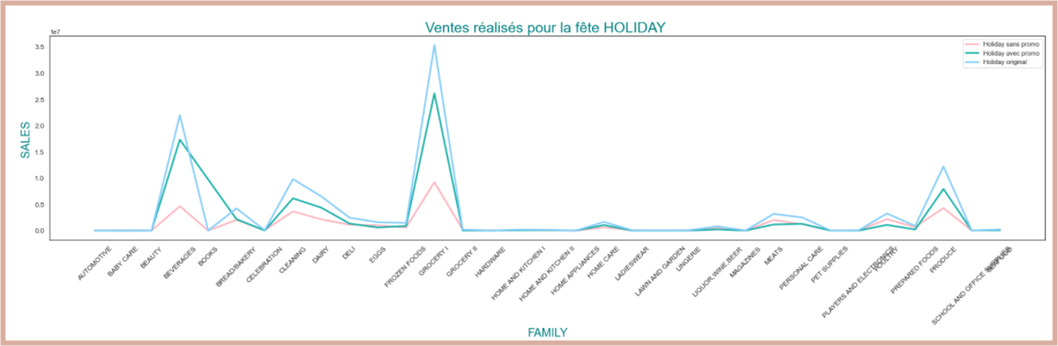 Ventes réalisés pour la fête HOLIDAY
1e7
Holiday sans promo
Holiday avec promo
Holiday original
3.5
3.0
2.5
2.0
1.5
1.0
0.5
0.0
SALES
AUTOMOTIVE
BABY CARE
BEAUTY
BEVERAGES
BOOKS
BREAD/BAKERY
CELEBRATION
CLEANING
DAIRY
DELI
EGGS
FROZEN FOODS
GROCERY I
GROCERY II
HARDWARE
HOME AND KITCHEN I
HOME AND KITCHEN II
HOME APPLIANCES
HOME CARE
LADIESWEAR
LAWN AND GARDEN
LINGERIE
LIQUOR,WINE,BEER
MAGAZINES
MEATS
PERSONAL CARE
PET SUPPLIES
PLAYERS AND ELECTRONICS
POULTRY
PREPARED FOODS
PRODUCE
SCHOOL AND OFFICE SUPPLIES
FAMILY